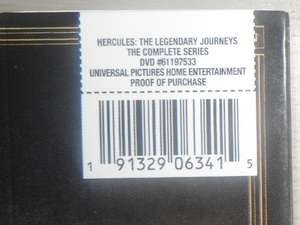 HERCULES: THE LEGENDARY JOURNEYS
THE COMPLETE SERIES
DVD #61197533
UNIVERSAL PICTURES HOME ENTERTAINMENT
PROOF OF PURCHASE
1 91329 06341 5